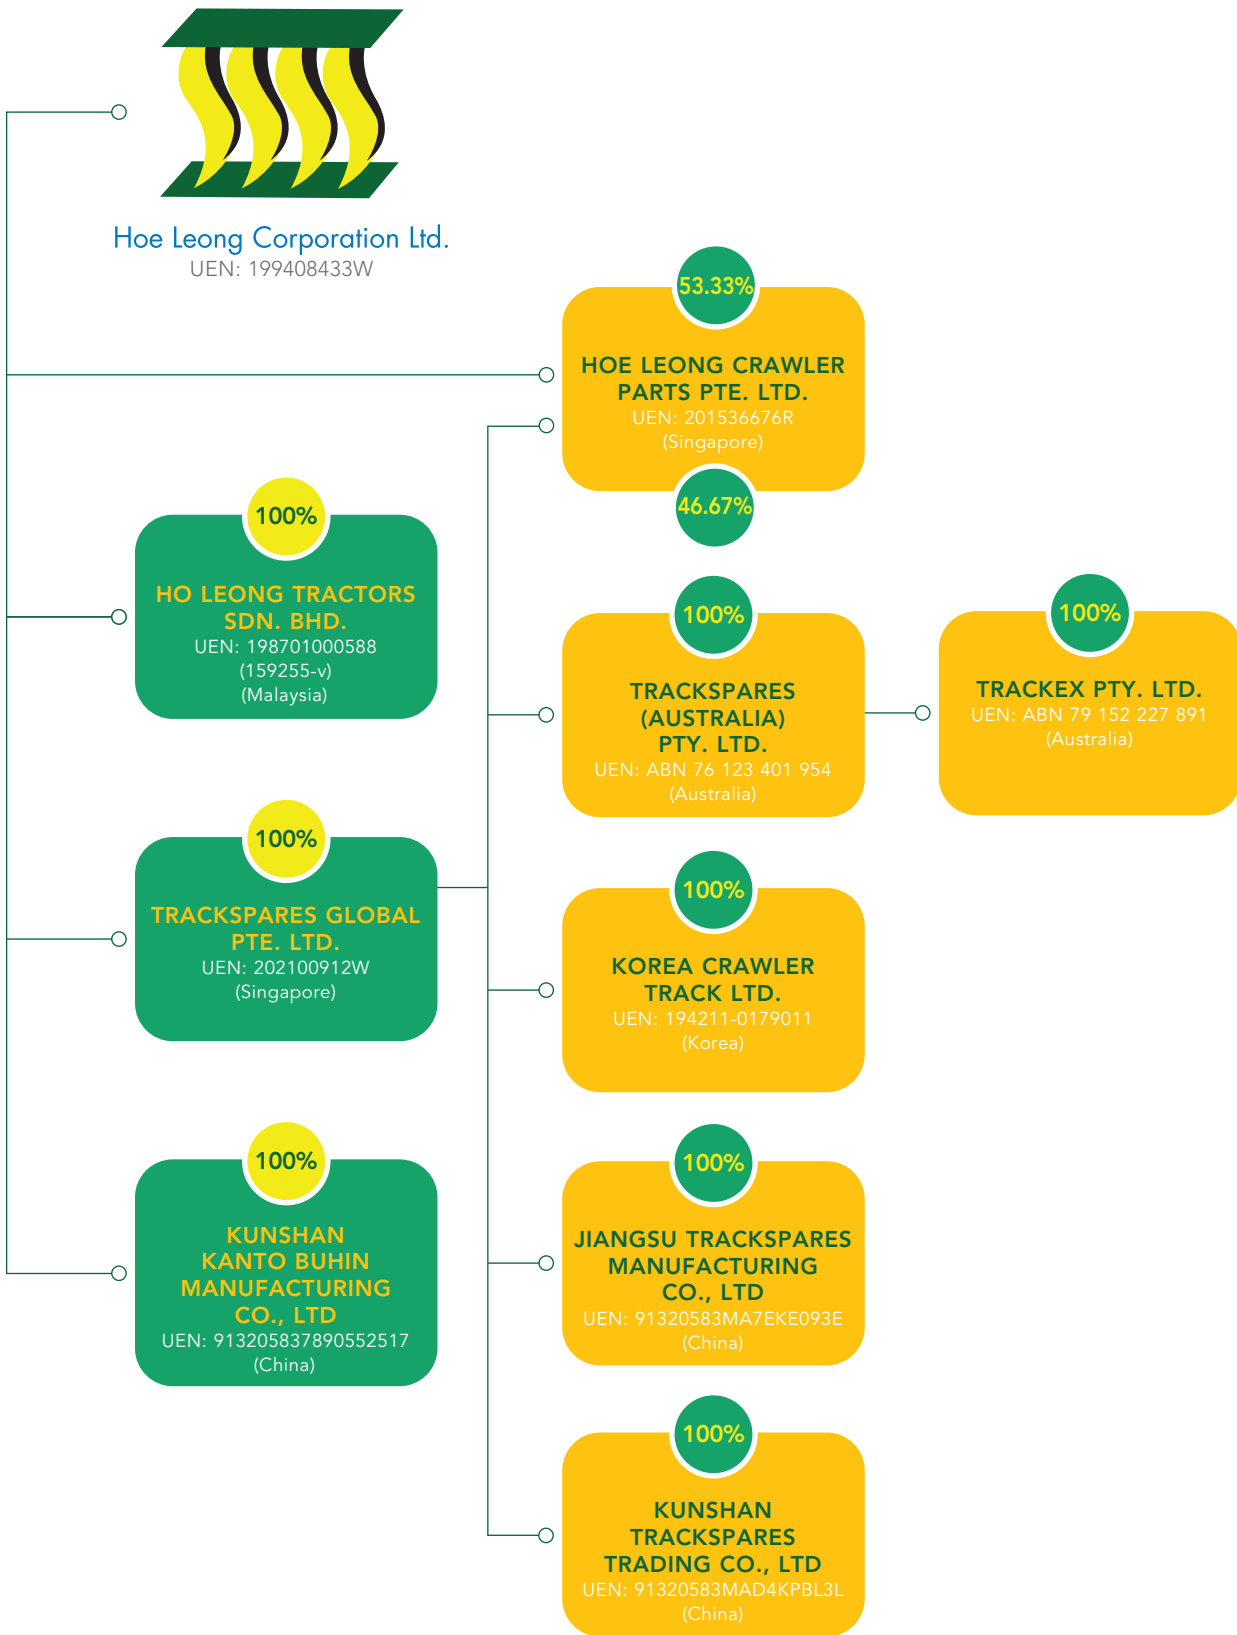 Hoe Leong Corporation Ltd.
UEN: 199408433W
53.33%
HOE LEONG CRAWLER
PARTS PTE. LTD.
UEN: 201536676R
(Singapore)
46.67%
100%
HO LEONG TRACTORS
SDN. BHD.
UEN: 198701000588
(159255-v)
(Malaysia)
100%
TRACKSPARES
(AUSTRALIA)
PTY. LTD.
UEN: ABN 76 123 401 954
(Australia)
100%
TRACKEX PTY. LTD.
UEN: ABN 79 152 227 891
(Australia)
100%
TRACKSPARES GLOBAL
PTE. LTD.
UEN: 202100912W
(Singapore)
100%
KOREA CRAWLER
TRACK LTD.
UEN: 194211-0179011
(Korea)
100%
KUNSHAN
KANTO BUHIN
MANUFACTURING
CO., LTD
UEN: 913205837890552517
(China)
100%
JIANGSU TRACKSPARES
MANUFACTURING
CO., LTD
UEN: 91320583MA7EKE093E
(China)
100%
KUNSHAN
TRACKSPARES
TRADING CO., LTD
UEN: 91320583MAD4KPBL3L
(China)